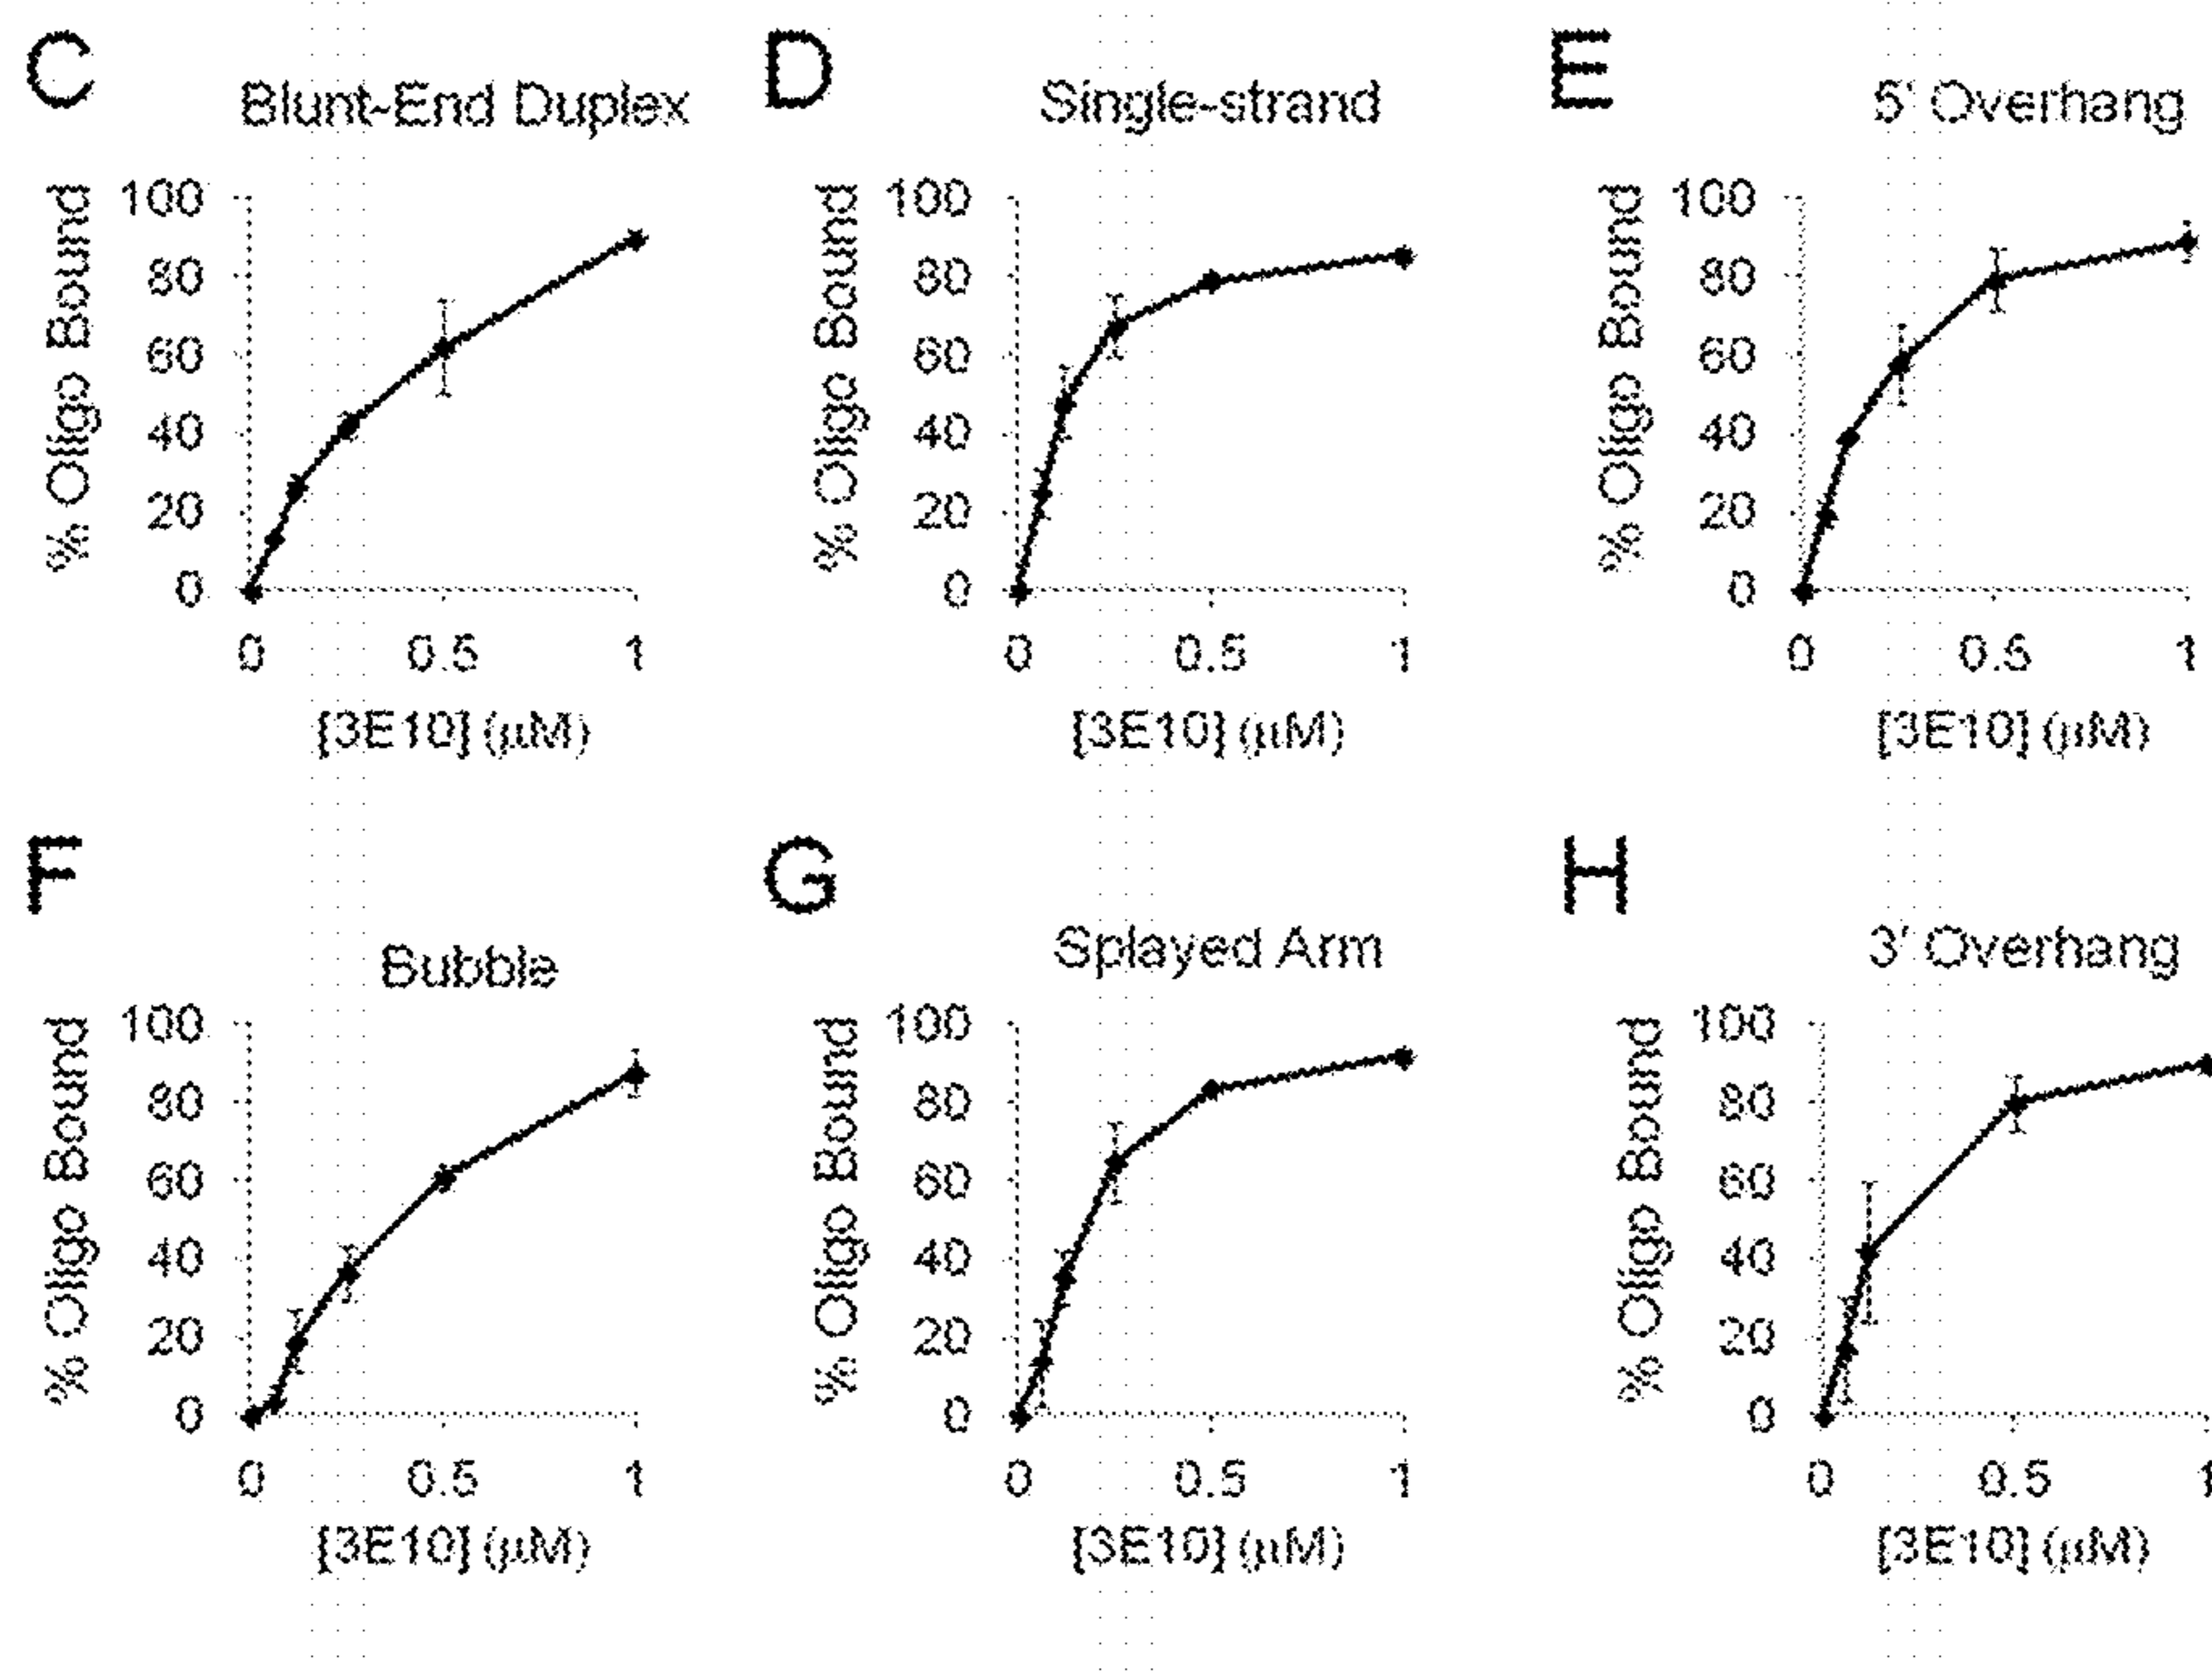 C
Blunt-End Duplex
% Oligo Bound
100
80
60
40
20
0
0 0.5 1
[3E10] (µM)
D
Single-strand
% Oligo Bound
100
80
60
40
20
0
0 0.5 1
[3E10] (µM)
E
5' Overhang
% Oligo Bound
100
80
60
40
20
0
0 0.5 1
[3E10] (µM)
F
Bubble
% Oligo Bound
100
80
60
40
20
0
0 0.5 1
[3E10] (µM)
G
Splayed Arm
% Oligo Bound
100
80
60
40
20
0
0 0.5 1
[3E10] (µM)
H
3' Overhang
% Oligo Bound
100
80
60
40
20
0
0 0.5 1
[3E10] (µM)